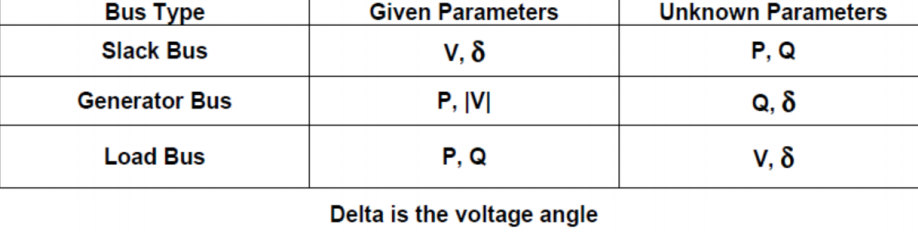 Bus Type Given Parameters Unknown Parameters
Slack Bus V, δ P, Q
Generator Bus P, |V| Q, δ
Load Bus P, Q V, δ
Delta is the voltage angle